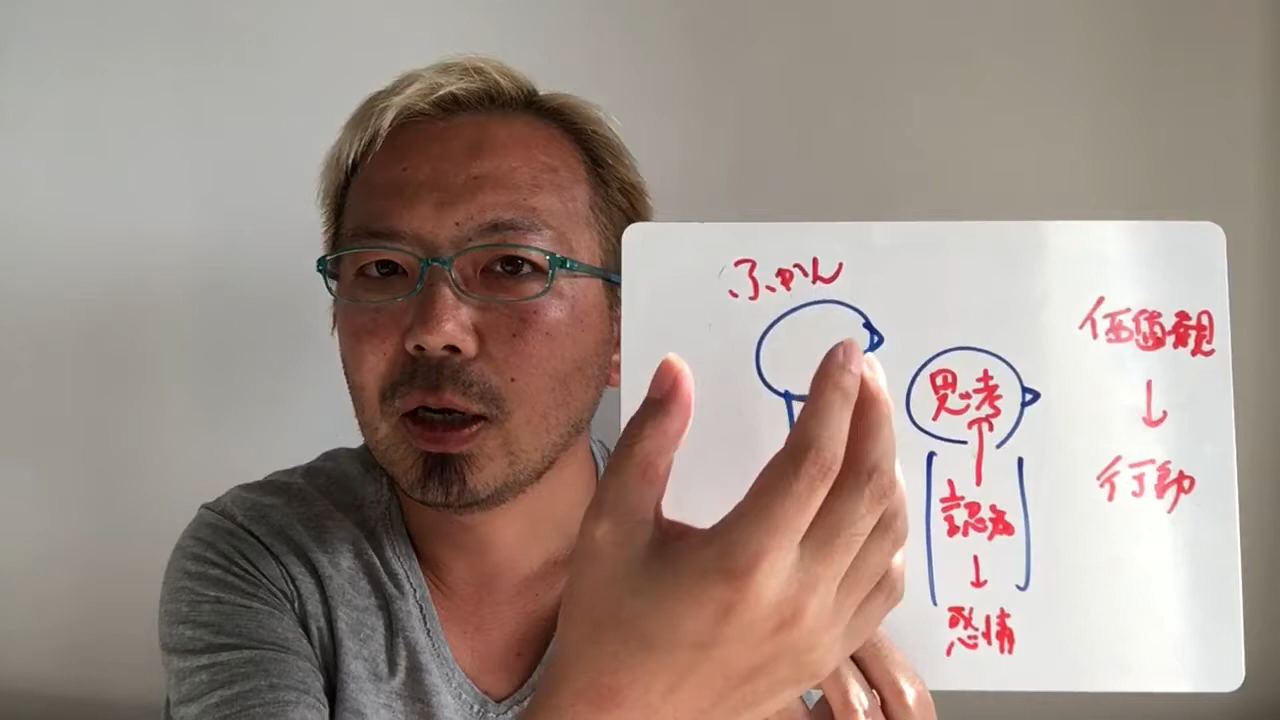 ふかん
思考
↑
認知
↓
感情
価値観
↓
行動